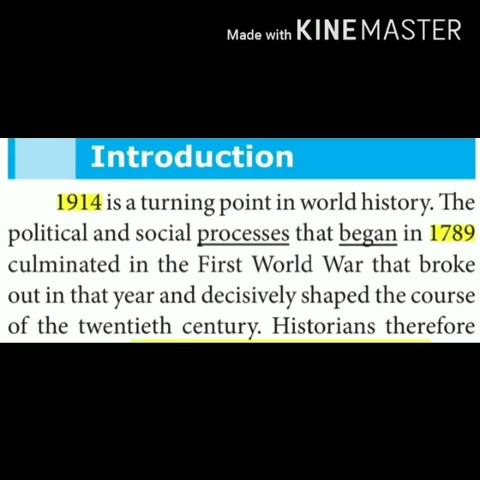 Made with KINEMASTER
Introduction
1914 is a turning point in world history. The
political and social processes that began in 1789
culminated in the First World War that broke
out in that year and decisively shaped the course
of the twentieth century. Historians therefore